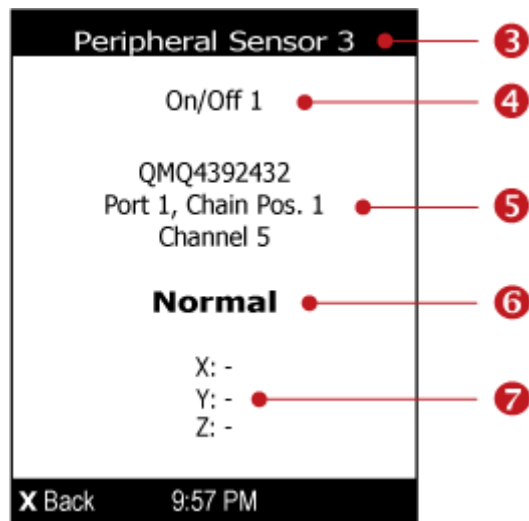 Peripheral Sensor 3
3
On/Off 1
4
QMQ4392432
Port 1, Chain Pos. 1
5
Channel 5
Normal
6
X: -
Y: -
7
Z: -
X Back 9:57 PM